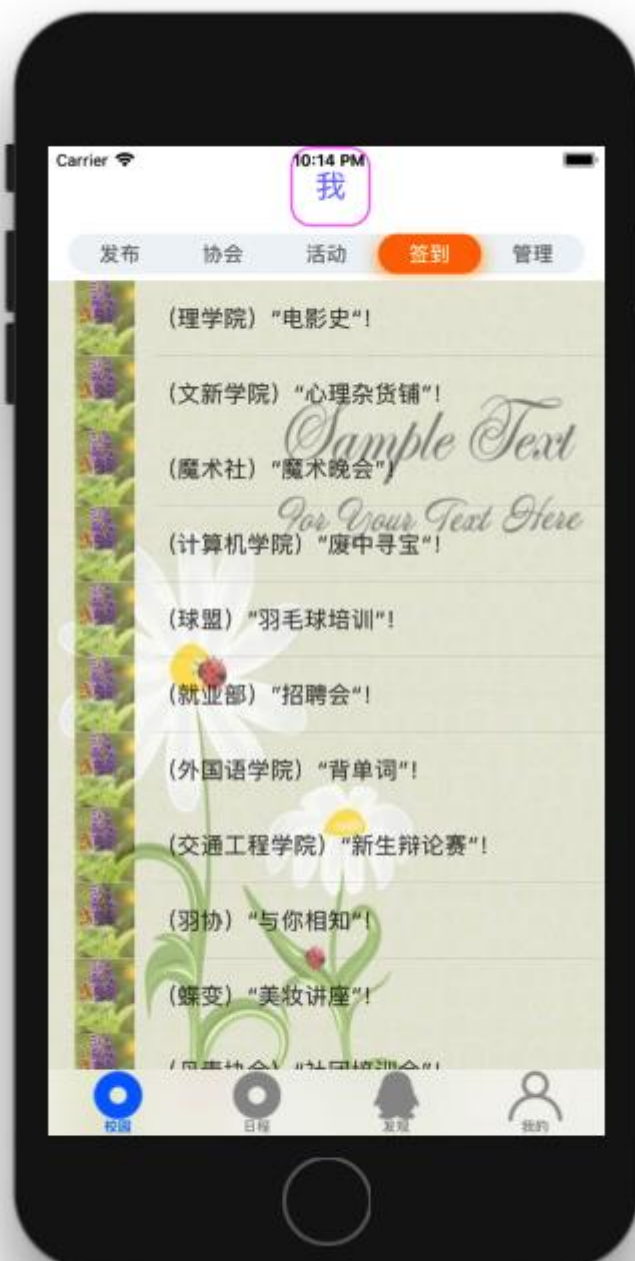 Carrier 10:14 PM
我
发布 协会 活动 签到 管理
（理学院）“电影史“！
（文新学院）“心理杂货铺“！
Sample Text
（魔术社）“魔术晚会“！
For Your Text Here
（计算机学院）“废中寻宝“！
（球盟）“羽毛球培训“！
（就业部）“招聘会“！
（外国语学院）“背单词“！
（交通工程学院）“新生辩论赛“！
（羽协）“与你相知“！
（蝶变）“美妆讲座“！
校园 日程 发现 我的